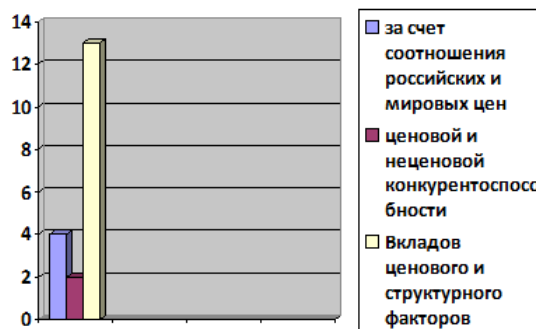 14
12
10
8
6
4
2
0
за счет
соотношения
российских и
мировых цен
ценовой и
неценовой
конкурентоспосо
бности
Вкладов
ценового и
структурного
факторов